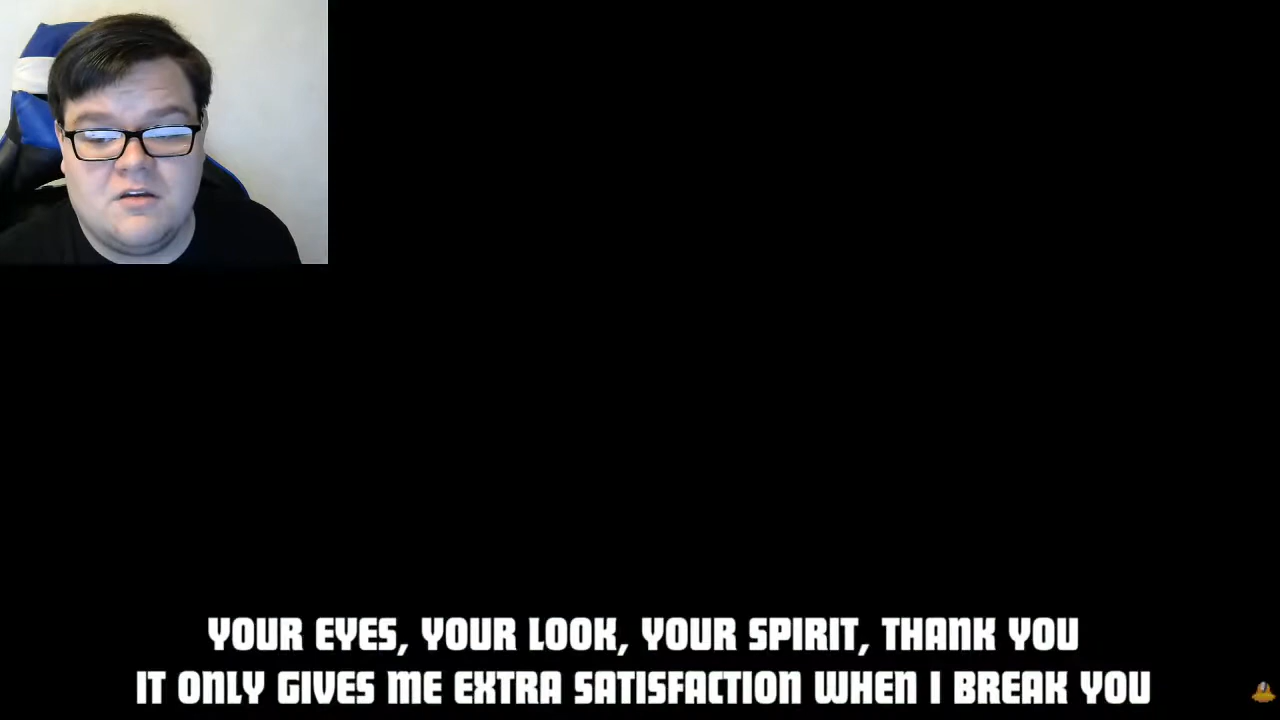 YOUR EYES, YOUR LOOK, YOUR SPIRIT, THANK YOU
IT ONLY GIVES ME EXTRA SATISFACTION WHEN I BREAK YOU